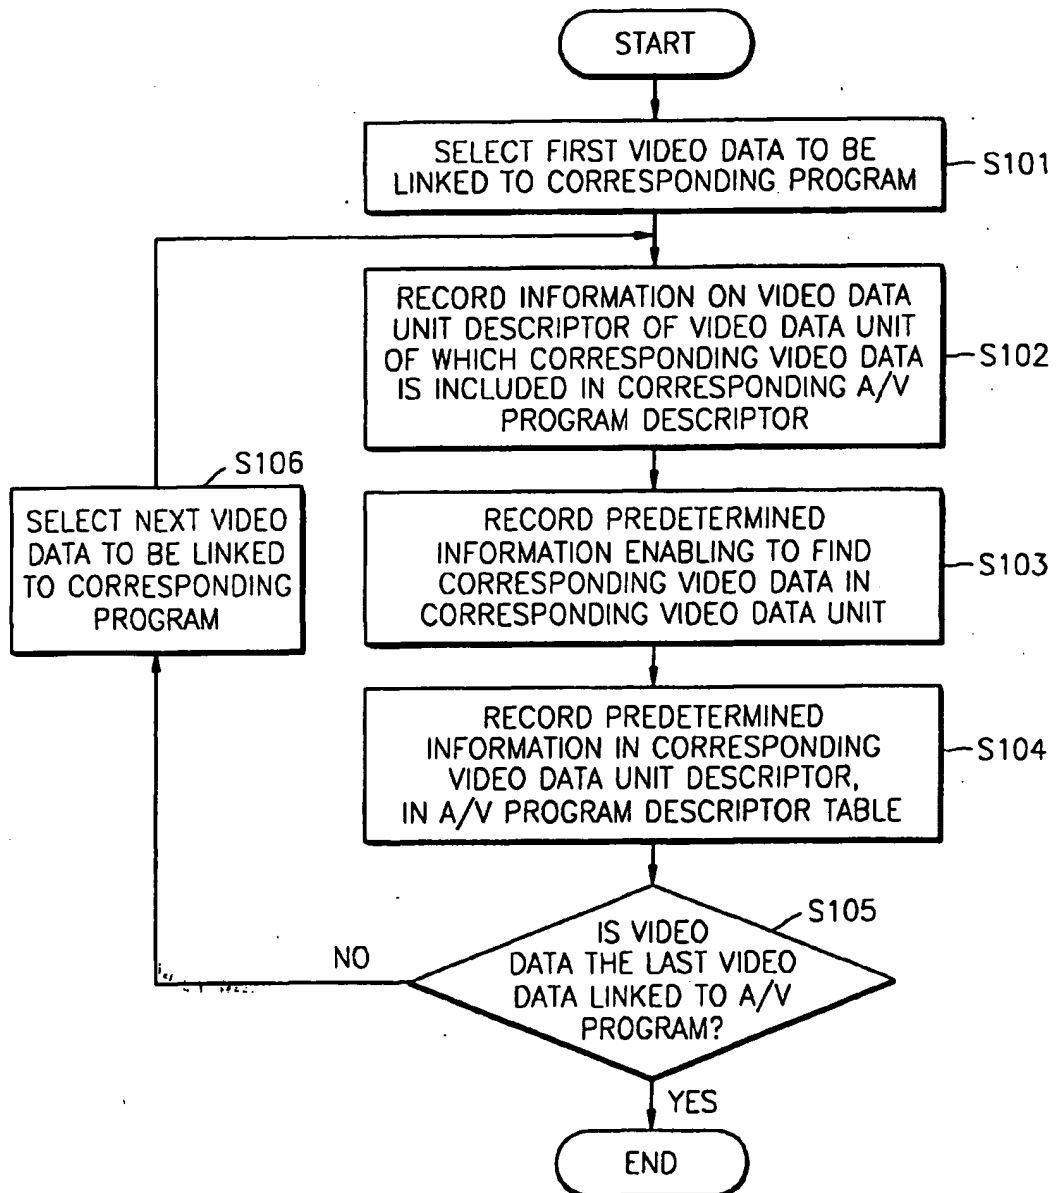 START
SELECT FIRST VIDEO DATA TO BE
LINKED TO CORRESPONDING PROGRAM
S101
RECORD INFORMATION ON VIDEO DATA
UNIT DESCRIPTOR OF VIDEO DATA UNIT
OF WHICH CORRESPONDING VIDEO DATA
IS INCLUDED IN CORRESPONDING A/V
PROGRAM DESCRIPTOR
S102
S106
SELECT NEXT VIDEO
DATA TO BE LINKED
TO CORRESPONDING
PROGRAM
RECORD PREDETERMINED
INFORMATION ENABLING TO FIND
CORRESPONDING VIDEO DATA IN
CORRESPONDING VIDEO DATA UNIT
S103
RECORD PREDETERMINED
INFORMATION IN CORRESPONDING
VIDEO DATA UNIT DESCRIPTOR,
IN A/V PROGRAM DESCRIPTOR TABLE
S104
S105
IS VIDEO
DATA THE LAST VIDEO
DATA LINKED TO A/V
PROGRAM?
NO
YES
END